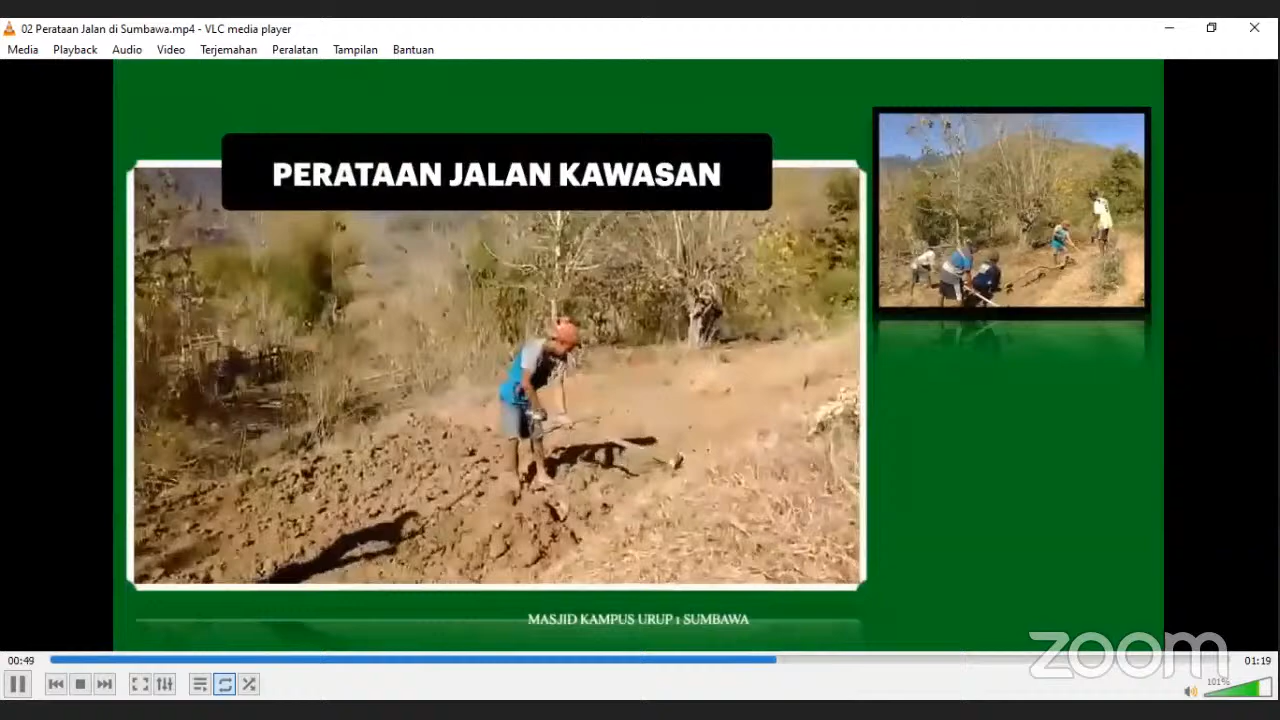 02 Perataan Jalan di Sumbawa.mp4 - VLC media player
Media Playback Audio Video Terjemahan Peralatan Tampilan Bantuan
PERATAAN JALAN KAWASAN
MASJID KAMPUS URUP 1 SUMBAWA
zoom
00:49
01:19
101%